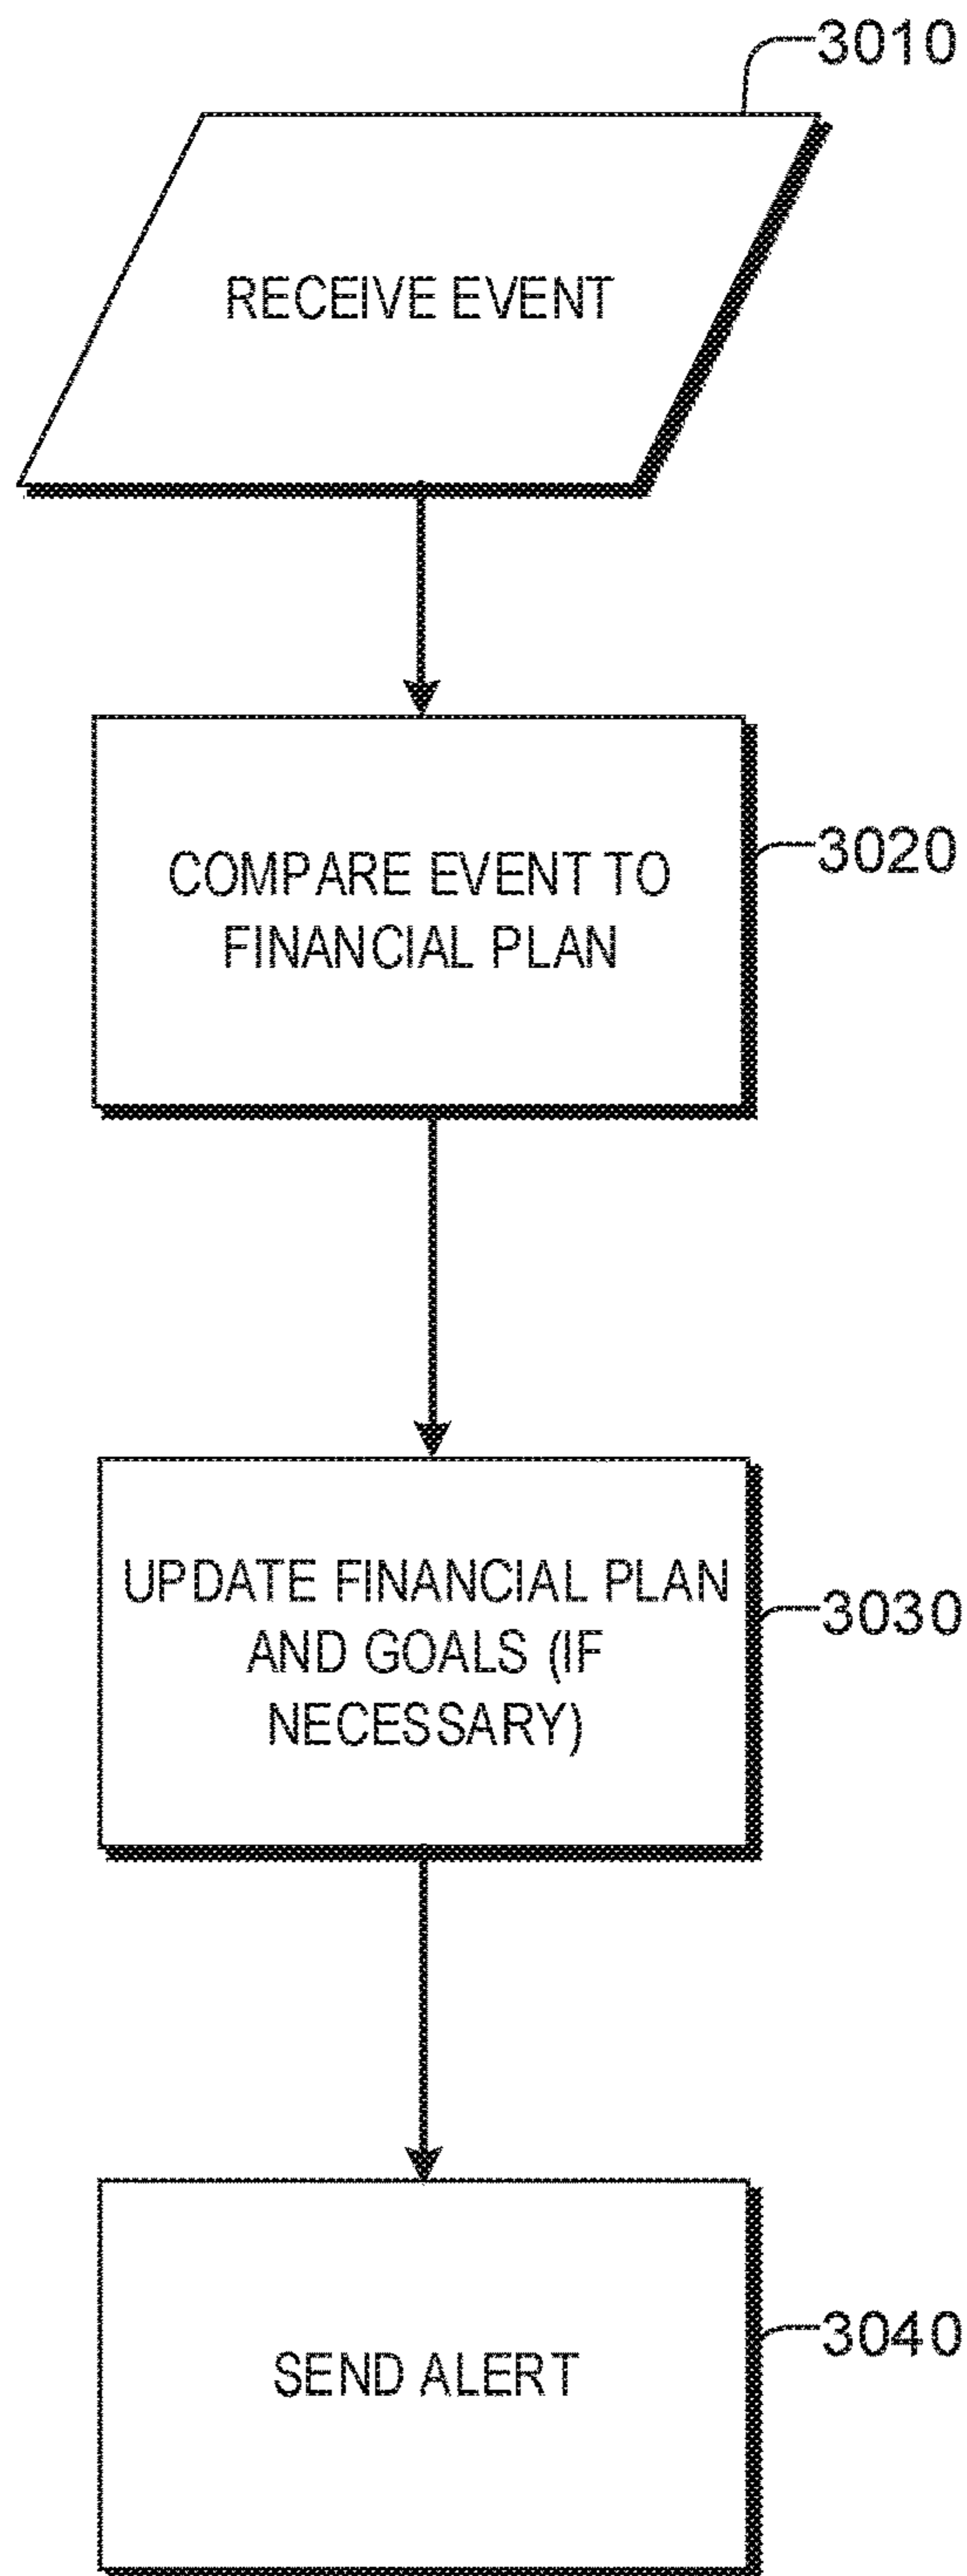 3010
RECEIVE EVENT
COMPARE EVENT TO
FINANCIAL PLAN
3020
UPDATE FINANCIAL PLAN
AND GOALS (IF
NECESSARY)
3030
SEND ALERT
3040